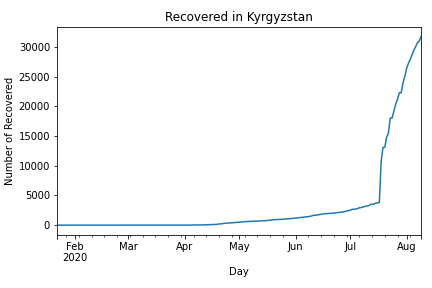 Recovered in Kyrgyzstan
Number of Recovered
30000
25000
20000
15000
10000
5000
0
Feb Mar Apr May Jun Jul Aug
2020
Day